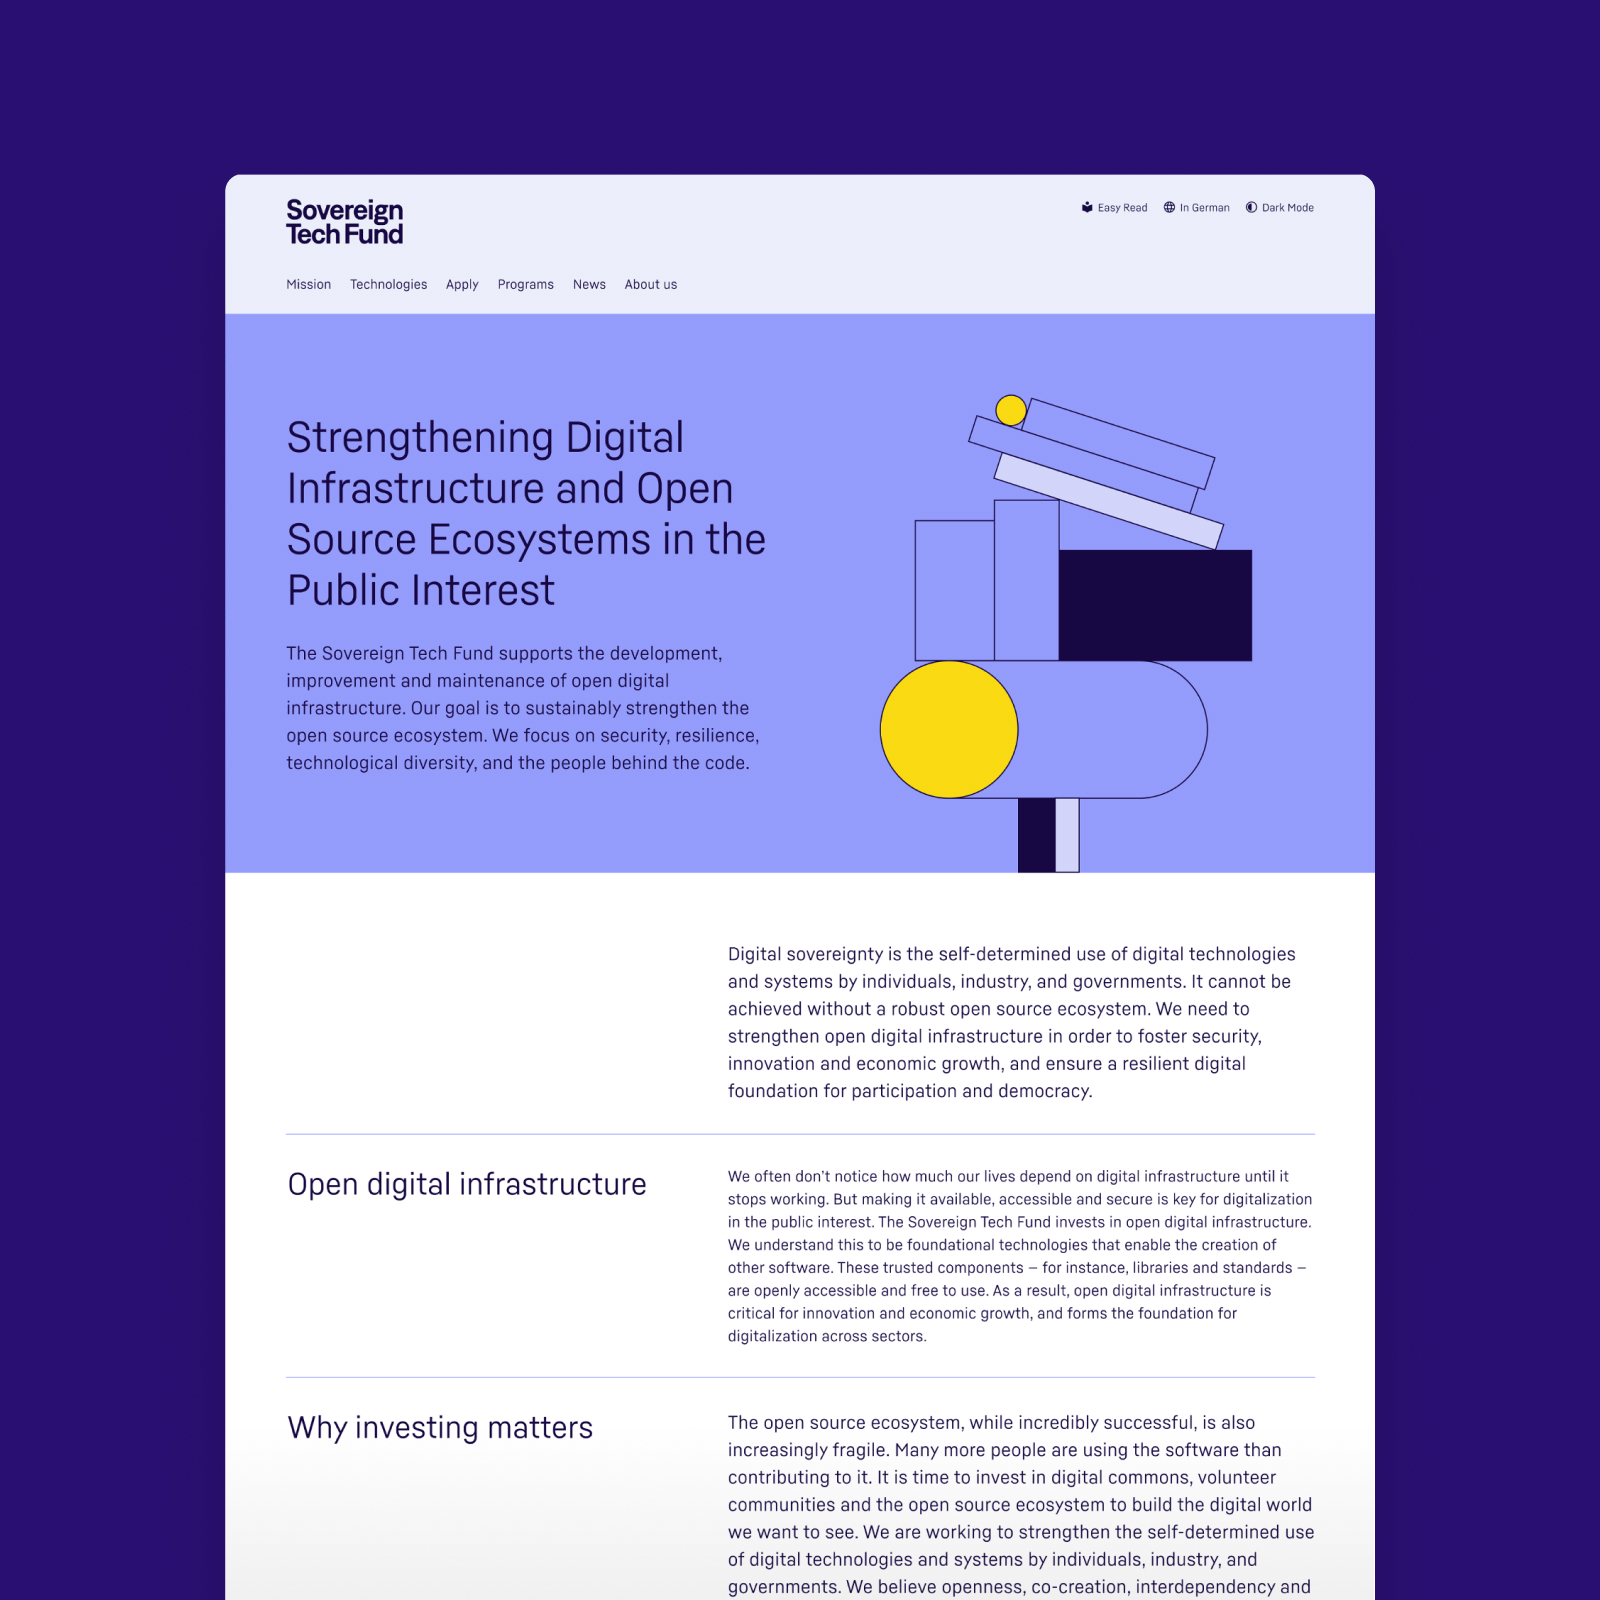 Sovereign
Tech Fund
Easy Read
In German
Dark Mode
Mission
Technologies
Apply
Programs
News
About us
Strengthening Digital
Infrastructure and Open
Source Ecosystems in the
Public Interest
The Sovereign Tech Fund supports the development,
improvement and maintenance of open digital
infrastructure. Our goal is to sustainably strengthen the
open source ecosystem. We focus on security, resilience,
technological diversity, and the people behind the code.
Digital sovereignty is the self-determined use of digital technologies
and systems by individuals, industry, and governments. It cannot be
achieved without a robust open source ecosystem. We need to
strengthen open digital infrastructure in order to foster security,
innovation and economic growth, and ensure a resilient digital
foundation for participation and democracy.
Open digital infrastructure
We often don’t notice how much our lives depend on digital infrastructure until it
stops working. But making it available, accessible and secure is key for digitalization
in the public interest. The Sovereign Tech Fund invests in open digital infrastructure.
We understand this to be foundational technologies that enable the creation of
other software. These trusted components – for instance, libraries and standards –
are openly accessible and free to use. As a result, open digital infrastructure is
critical for innovation and economic growth, and forms the foundation for
digitalization across sectors.
Why investing matters
The open source ecosystem, while incredibly successful, is also
increasingly fragile. Many more people are using the software than
contributing to it. It is time to invest in digital commons, volunteer
communities and the open source ecosystem to build the digital world
we want to see. We are working to strengthen the self-determined use
of digital technologies and systems by individuals, industry, and
governments. We believe openness, co-creation, interdependency and